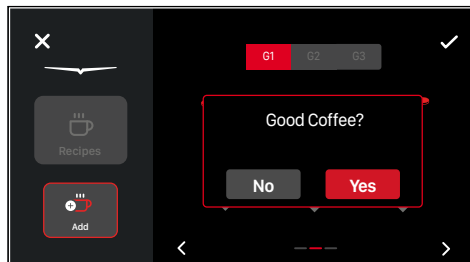 G1 G2 G3
Good Coffee?
Recipes
No Yes
Add